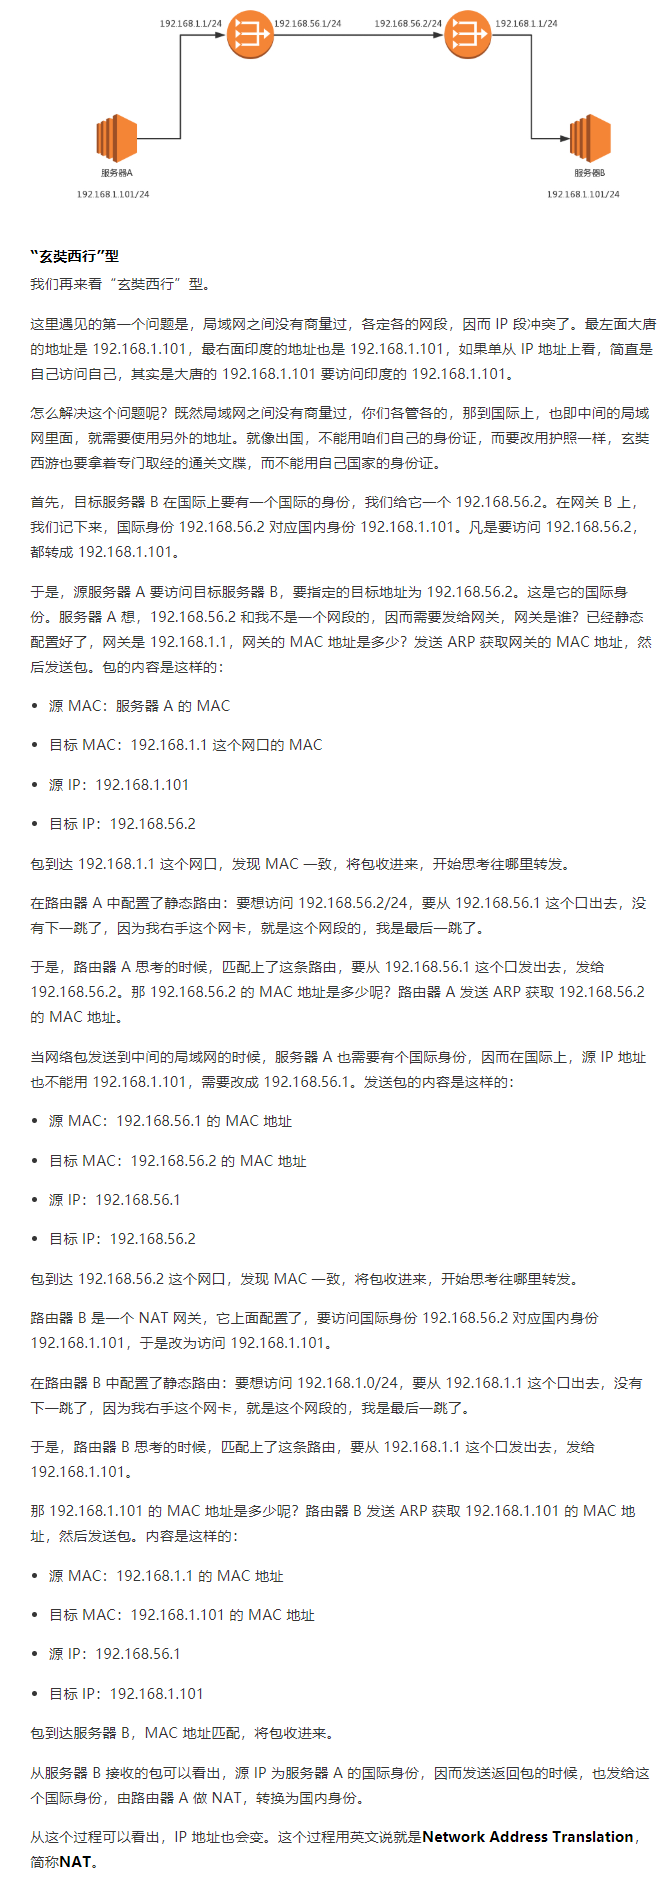 192.168.1.1/24
192.168.56.1/24
192.168.56.2/24
192.168.1.1/24
服务器A
服务器B
192.168.1.101/24
192.168.1.101/24
“玄奘西行”型
我们再来看“玄奘西行”型。
这里遇见的第一个问题是，局域网之间没有商量过，各定各的网段，因而 IP 段冲突了。最左面大唐
的地址是 192.168.1.101，最右面印度的地址也是 192.168.1.101，如果单从 IP 地址上看，简直是
自己访问自己，其实是大唐的 192.168.1.101 要访问印度的 192.168.1.101。
怎么解决这个问题呢？既然局域网之间没有商量过，你们各管各的，那到国际上，也即中间的局域
网里面，就需要使用另外的地址。就像出国，不能用咱们自己的身份证，而要改用护照一样，玄奘
西游也要拿着专门取经的通关文牒，而不能用自己国家的身份证。
首先，目标服务器 B 在国际上要有一个国际的身份，我们给它一个 192.168.56.2。在网关 B 上，
我们记下来，国际身份 192.168.56.2 对应国内身份 192.168.1.101。凡是要访问 192.168.56.2，
都转成 192.168.1.101。
于是，源服务器 A 要访问目标服务器 B，要指定的目标地址为 192.168.56.2。这是它的国际身
份。服务器 A 想，192.168.56.2 和我不是一个网段的，因而需要发给网关，网关是谁？已经静态
配置好了，网关是 192.168.1.1，网关的 MAC 地址是多少？发送 ARP 获取网关的 MAC 地址，然
后发送包。包的内容是这样的：
• 源 MAC：服务器 A 的 MAC
• 目标 MAC：192.168.1.1 这个网口的 MAC
• 源 IP：192.168.1.101
• 目标 IP：192.168.56.2
包到达 192.168.1.1 这个网口，发现 MAC 一致，将包收进来，开始思考往哪里转发。
在路由器 A 中配置了静态路由：要想访问 192.168.56.2/24，要从 192.168.56.1 这个口出去，没
有下一跳了，因为我右手这个网卡，就是这个网段的，我是最后一跳了。
于是，路由器 A 思考的时候，匹配上了这条路由，要从 192.168.56.1 这个口发出去，发给
192.168.56.2。那 192.168.56.2 的 MAC 地址是多少呢？路由器 A 发送 ARP 获取 192.168.56.2
的 MAC 地址。
当网络包发送到中间的局域网的时候，服务器 A 也需要有个国际身份，因而在国际上，源 IP 地址
也不能用 192.168.1.101，需要改成 192.168.56.1。发送包的内容是这样的：
• 源 MAC：192.168.56.1 的 MAC 地址
• 目标 MAC：192.168.56.2 的 MAC 地址
• 源 IP：192.168.56.1
• 目标 IP：192.168.56.2
包到达 192.168.56.2 这个网口，发现 MAC 一致，将包收进来，开始思考往哪里转发。
路由器 B 是一个 NAT 网关，它上面配置了，要访问国际身份 192.168.56.2 对应国内身份
192.168.1.101，于是改为访问 192.168.1.101。
在路由器 B 中配置了静态路由：要想访问 192.168.1.0/24，要从 192.168.1.1 这个口出去，没有
下一跳了，因为我右手这个网卡，就是这个网段的，我是最后一跳了。
于是，路由器 B 思考的时候，匹配上了这条路由，要从 192.168.1.1 这个口发出去，发给
192.168.1.101。
那 192.168.1.101 的 MAC 地址是多少呢？路由器 B 发送 ARP 获取 192.168.1.101 的 MAC 地
址，然后发送包。内容是这样的：
• 源 MAC：192.168.1.1 的 MAC 地址
• 目标 MAC：192.168.1.101 的 MAC 地址
• 源 IP：192.168.56.1
• 目标 IP：192.168.1.101
包到达服务器 B，MAC 地址匹配，将包收进来。
从服务器 B 接收的包可以看出，源 IP 为服务器 A 的国际身份，因而发送返回包的时候，也发给这
个国际身份，由路由器 A 做 NAT，转换为国内身份。
从这个过程可以看出，IP 地址也会变。这个过程用英文说就是Network Address Translation，
简称NAT。